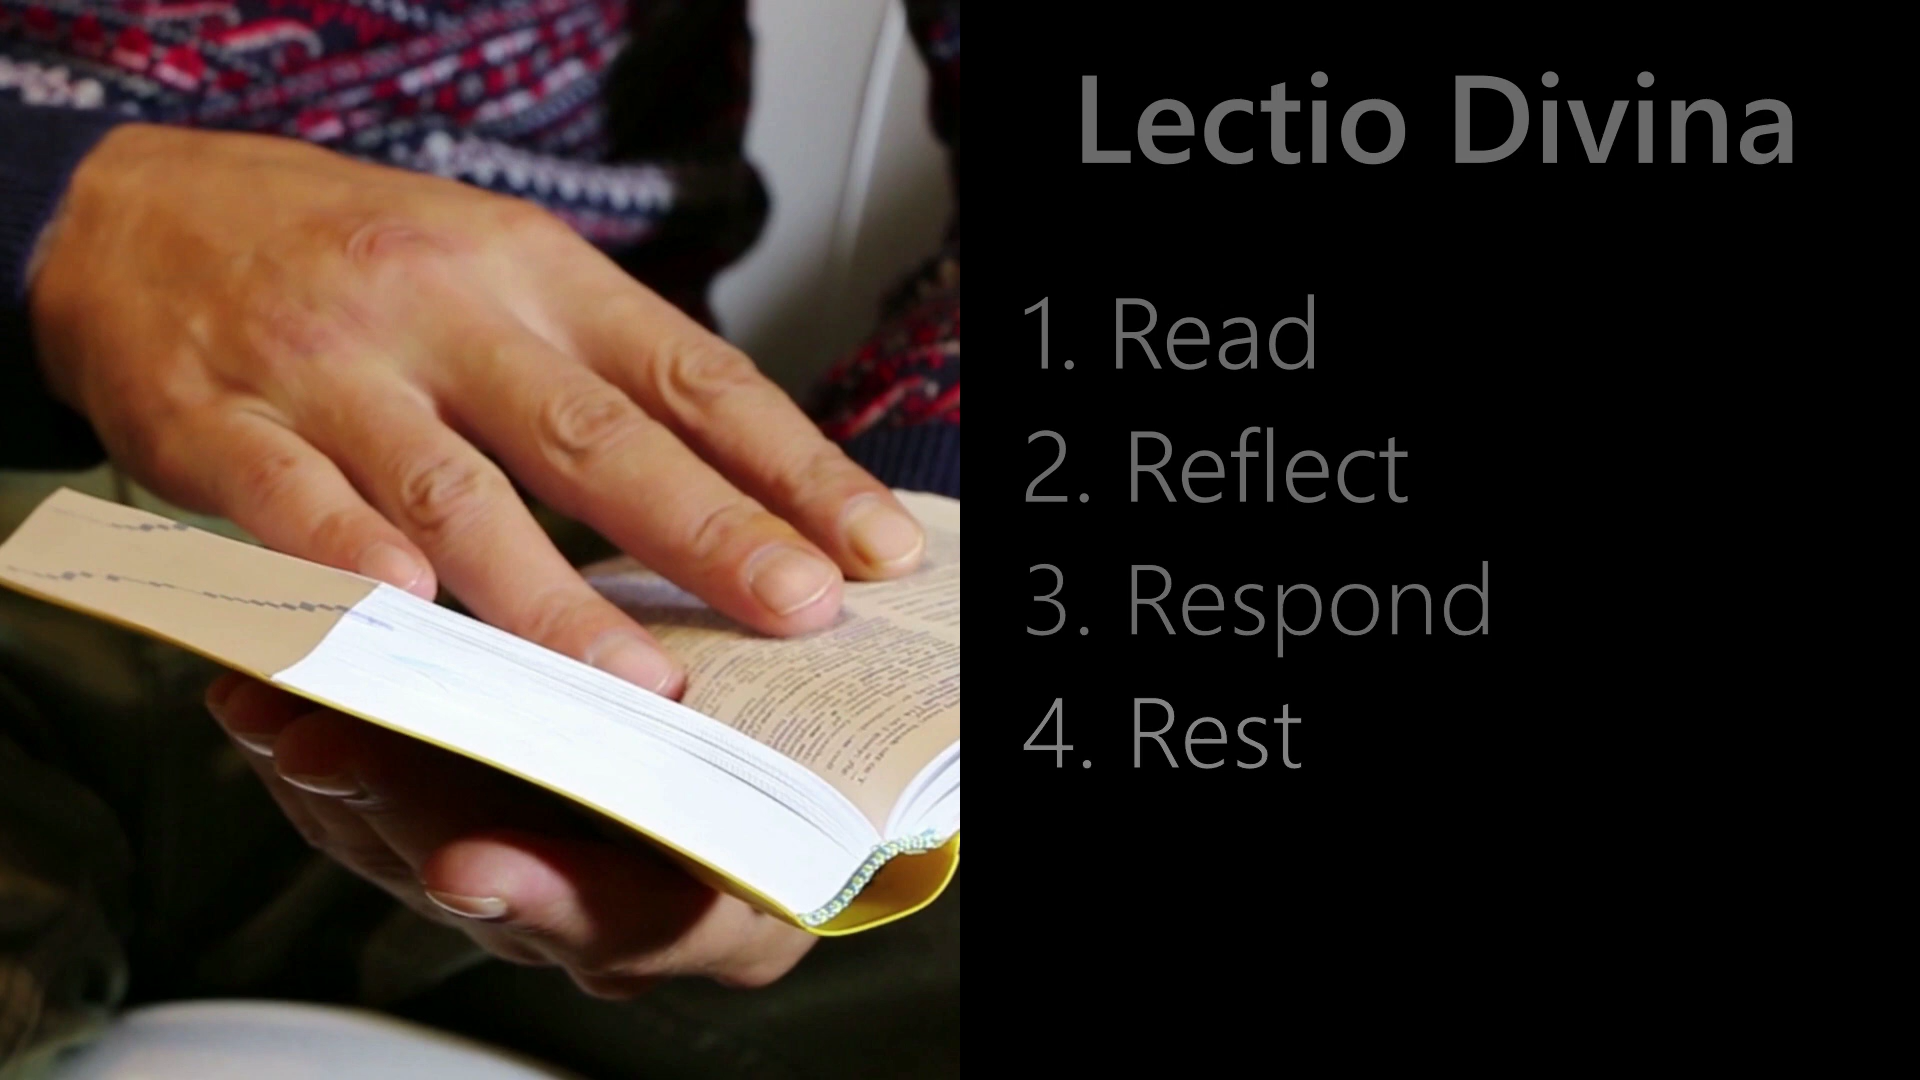 Lectio Divina
1. Read
2. Reflect
3. Respond
4. Rest